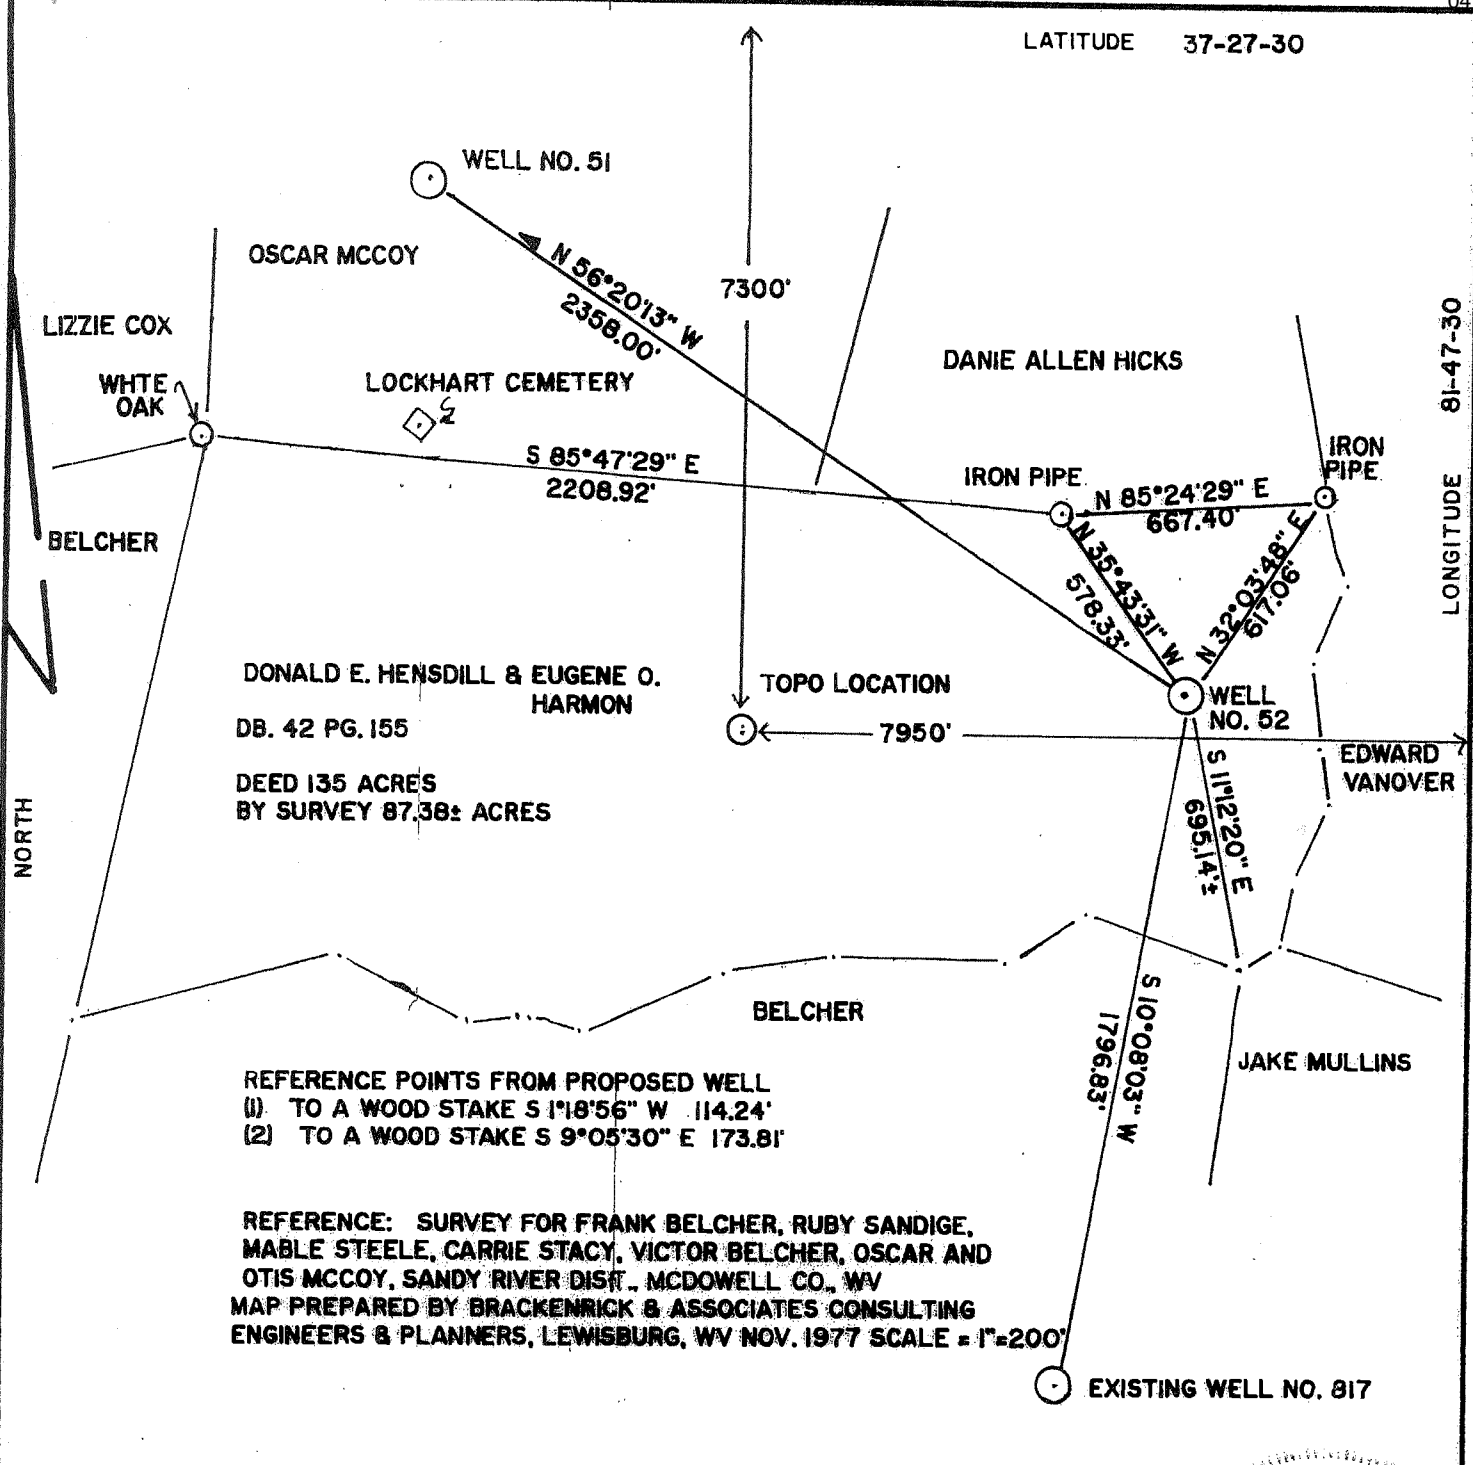 04
LATITUDE 37-27-30
WELL NO. 51
OSCAR MCCOY
N 56°20'13" W
2358.00'
7300'
LIZZIE COX
81-47-30
LONGITUDE
DANIE ALLEN HICKS
WHTE
OAK
LOCKHART CEMETERY
S 85°47'29" E
2208.92'
IRON PIPE
IRON
PIPE
N 85°24'29" E
667.40'
BELCHER
N 35°43'31" W
578.33'
N 32°03'48" E
617.06'
DONALD E. HENSDILL & EUGENE O.
HARMON
TOPO LOCATION
WELL
NO. 52
DB. 42 PG. 155
7950'
DEED 135 ACRES
BY SURVEY 87.38± ACRES
EDWARD
VANOVER
S 11°12'20" E
695.14'±
NORTH
BELCHER
S 10°08'03" W
1796.83'
JAKE MULLINS
REFERENCE POINTS FROM PROPOSED WELL
(1) TO A WOOD STAKE S 1°18'56" W 114.24'
(2) TO A WOOD STAKE S 9°05'30" E 173.81'
REFERENCE: SURVEY FOR FRANK BELCHER, RUBY SANDIGE,
MABLE STEELE, CARRIE STACY, VICTOR BELCHER, OSCAR AND
OTIS MCCOY, SANDY RIVER DIST., MCDOWELL CO., WV
MAP PREPARED BY BRACKENRICK & ASSOCIATES CONSULTING
ENGINEERS & PLANNERS, LEWISBURG, WV NOV. 1977 SCALE = 1"=200'
EXISTING WELL NO. 817